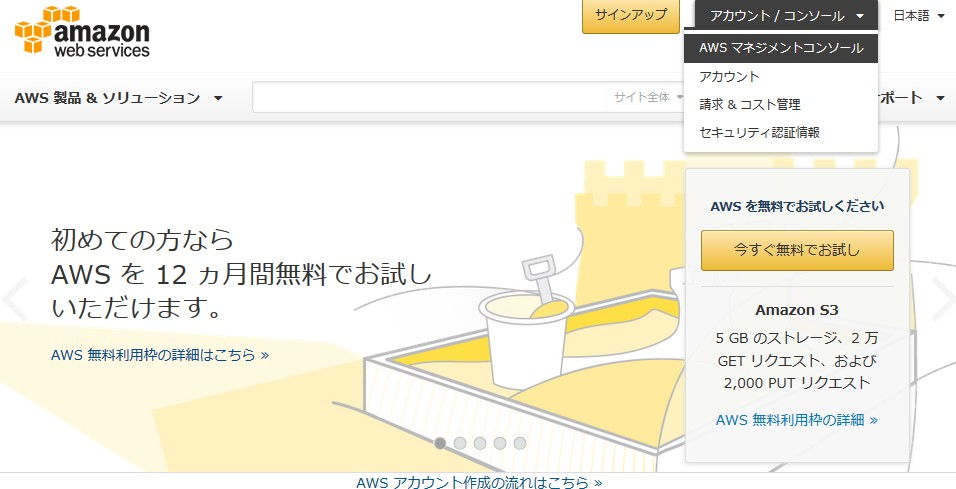 amazon
web services
サインアップ
アカウント / コンソール
日本語
AWS マネジメントコンソール
アカウント
請求 & コスト管理
セキュリティ認証情報
AWS 製品 & ソリューション
サイト全体
ポート
初めての方なら
AWS を 12 ヵ月間無料でお試し
いただけます。
AWS 無料利用枠の詳細はこちら »
AWS を無料でお試しください
今すぐ無料でお試し
Amazon S3
5 GB のストレージ、2 万
GET リクエスト、および
2,000 PUT リクエスト
AWS 無料利用枠の詳細 »
AWS アカウント作成の流れはこちら »